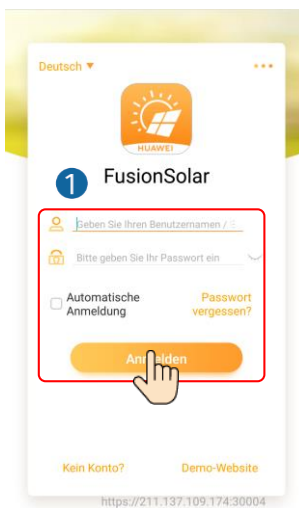 Deutsch
HUAWEI
FusionSolar
1
Geben Sie Ihren Benutzernamen /
Bitte geben Sie Ihr Passwort ein
Automatische
Anmeldung
Passwort
vergessen?
Anmelden
Kein Konto?
Demo-Website
https://211.137.109.174:30004